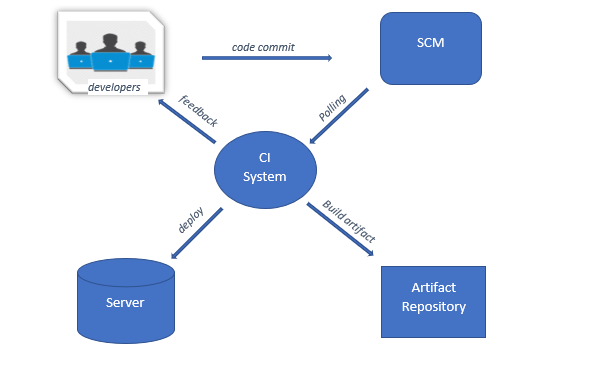 code commit
SCM
developers
feedback
Polling
CI
System
deploy
Build artifact
Server
Artifact
Repository